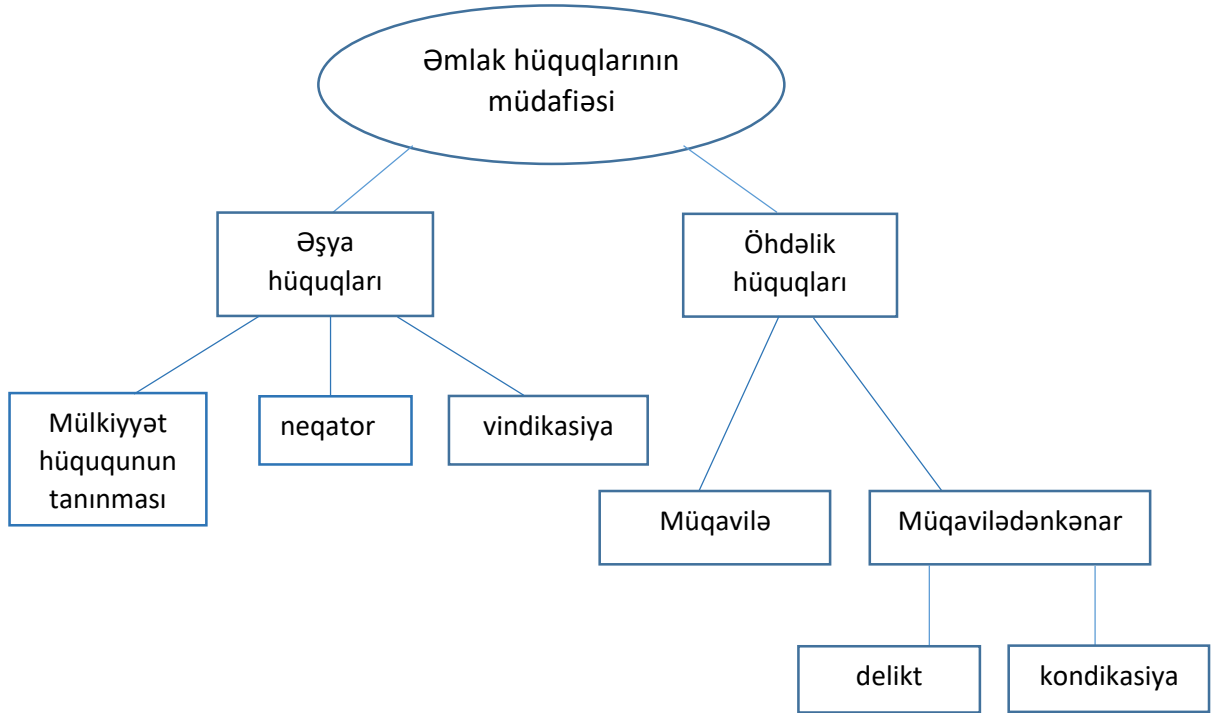 Əmlak hüquqlarının
müdafiəsi
Əşya
hüquqları
Öhdəlik
hüquqları
Mülkiyyət
hüququnun
tanınması
neqator
vindikasiya
Müqavilə
Müqavilədənkənar
delikt
kondikasiya